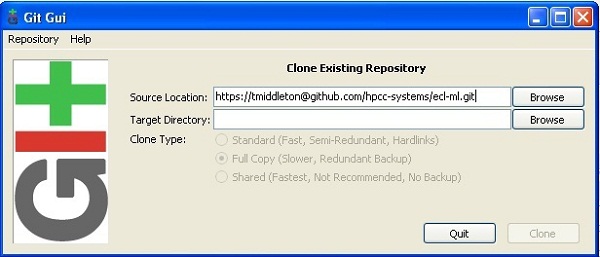 Git Gui
Repository Help
Clone Existing Repository
Source Location: https://tmiddleton@github.com/hpcc-systems/ecl-ml.git Browse
Target Directory: Browse
Clone Type: Standard (Fast, Semi-Redundant, Hardlinks)
Full Copy (Slower, Redundant Backup)
Shared (Fastest, Not Recommended, No Backup)
Quit Clone
Git